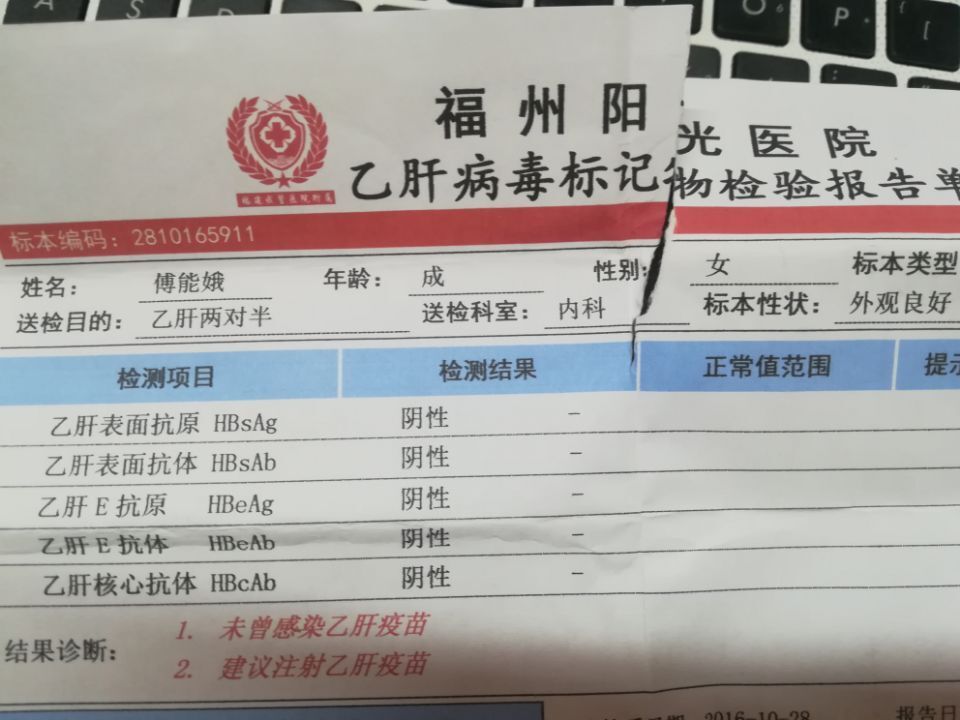 福州阳光医院
乙肝病毒标记物检验报告单
标本编码：2810165911
姓名： 傅能娥 年龄： 成 性别： 女 标本类型
送检目的： 乙肝两对半 送检科室： 内科 标本性状： 外观良好
检测项目 检测结果 正常值范围 提示
乙肝表面抗原 HBsAg 阴性 -
乙肝表面抗体 HBsAb 阴性 -
乙肝 E 抗原 HBeAg 阴性 -
乙肝 E 抗体 HBeAb 阴性 -
乙肝核心抗体 HBcAb 阴性 -
结果诊断： 1. 未曾感染乙肝疫苗
2. 建议注射乙肝疫苗
2016-10-28 报告日